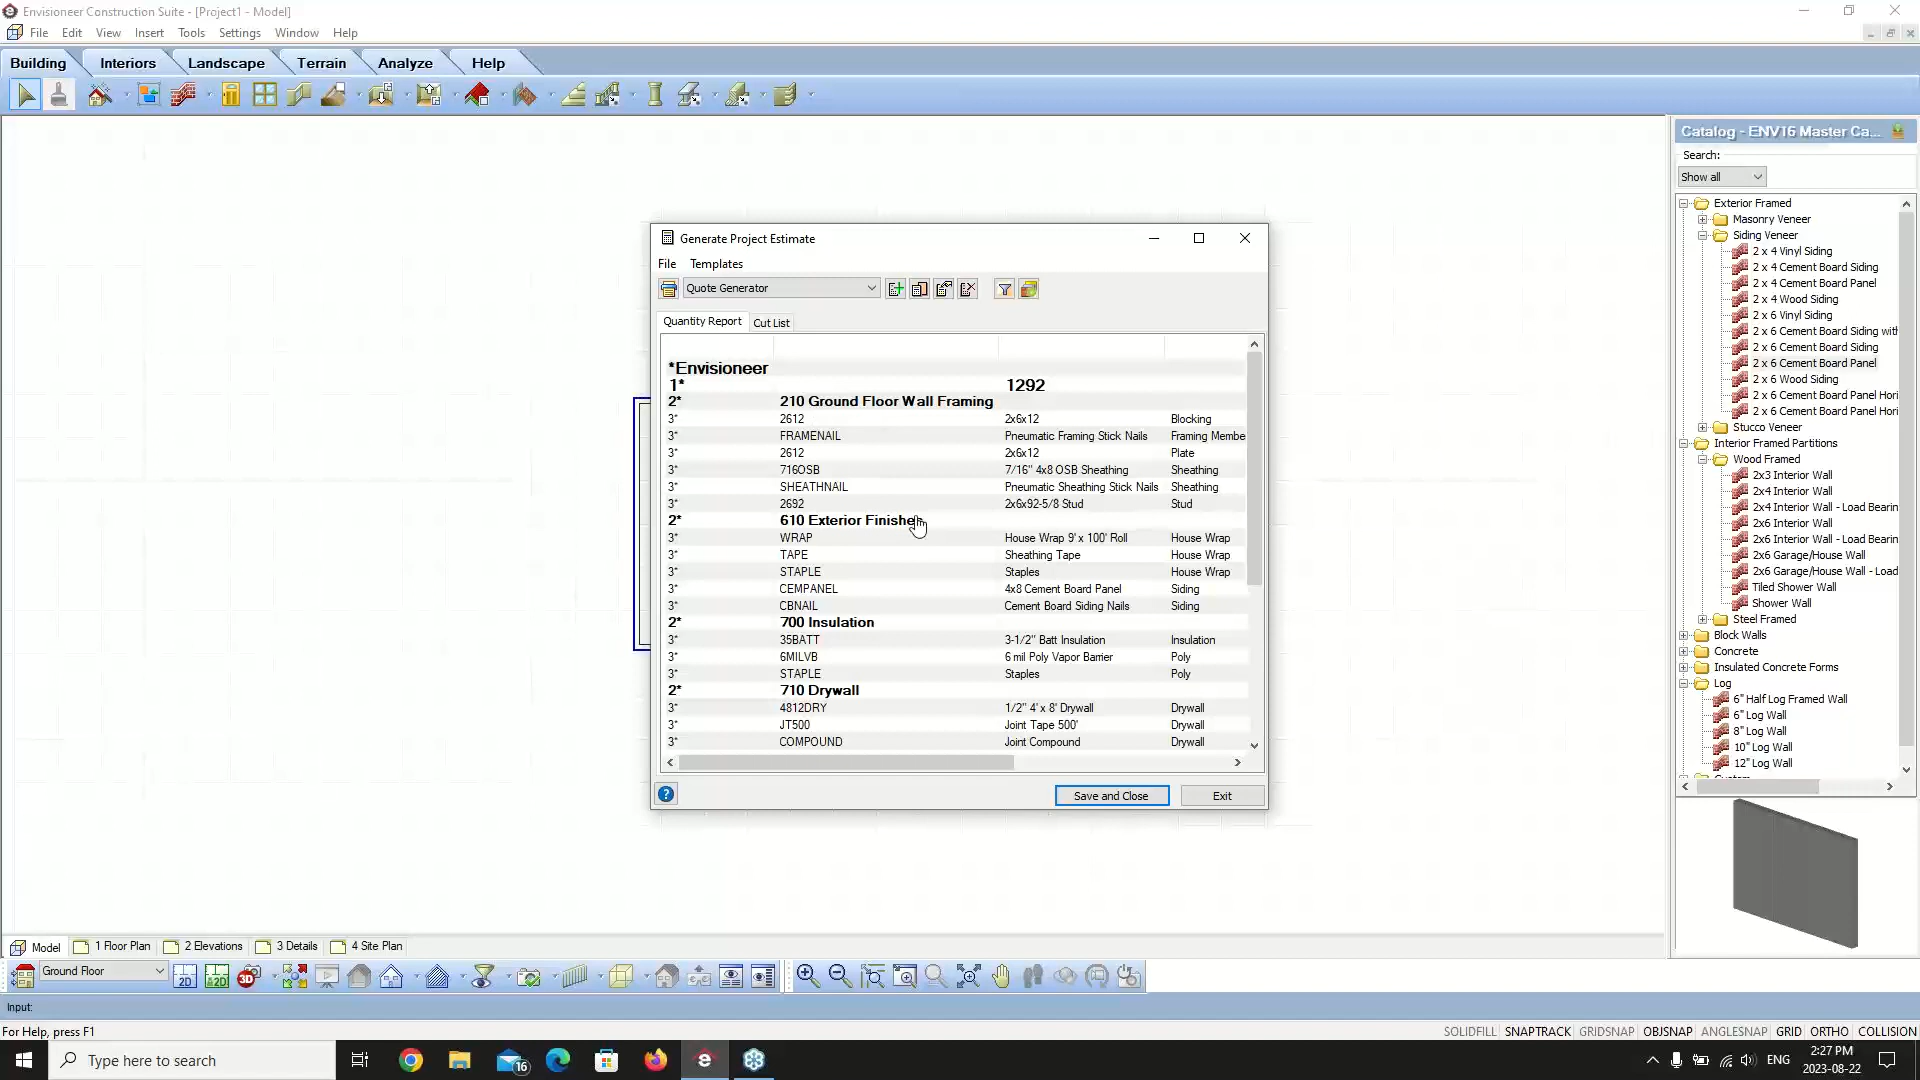 Envisioneer Construction Suite - [Project1 - Model]
File Edit View Insert Tools Settings Window Help
Building Interiors Landscape Terrain Analyze Help
Catalog - ENV16 Master Ca...
Search:
Show all
Exterior Framed
Masonry Veneer
Siding Veneer
2 x 4 Vinyl Siding
2 x 4 Cement Board Siding
2 x 4 Cement Board Panel
2 x 4 Wood Siding
2 x 6 Vinyl Siding
2 x 6 Cement Board Siding with
2 x 6 Cement Board Siding
2 x 6 Cement Board Panel
2 x 6 Wood Siding
2 x 6 Cement Board Panel Hori
2 x 6 Cement Board Panel Hori
Stucco Veneer
Interior Framed Partitions
Wood Framed
2x3 Interior Wall
2x4 Interior Wall
2x4 Interior Wall - Load Bearin
2x6 Interior Wall
2x6 Interior Wall - Load Bearin
2x6 Garage/House Wall
2x6 Garage/House Wall - Load
Tiled Shower Wall
Shower Wall
Steel Framed
Block Walls
Concrete
Insulated Concrete Forms
Log
6" Half Log Framed Wall
6" Log Wall
8" Log Wall
10" Log Wall
12" Log Wall
Generate Project Estimate
File Templates
Quote Generator
Quantity Report Cut List
*Envisioneer
1* 1292
2* 210 Ground Floor Wall Framing
3* 2612 2x6x12 Blocking
3* FRAMENAIL Pneumatic Framing Stick Nails Framing Membe
3* 2612 2x6x12 Plate
3* 716OSB 7/16" 4x8 OSB Sheathing Sheathing
3* SHEATHNAIL Pneumatic Sheathing Stick Nails Sheathing
3* 2692 2x6x92-5/8 Stud Stud
2* 610 Exterior Finishe
3* WRAP House Wrap 9' x 100' Roll House Wrap
3* TAPE Sheathing Tape House Wrap
3* STAPLE Staples House Wrap
3* CEMPANEL 4x8 Cement Board Panel Siding
3* CBNAIL Cement Board Siding Nails Siding
2* 700 Insulation
3* 35BATT 3-1/2" Batt Insulation Insulation
3* 6MILVB 6 mil Poly Vapor Barrier Poly
3* STAPLE Staples Poly
2* 710 Drywall
3* 4812DRY 1/2" 4' x 8' Drywall Drywall
3* JT500 Joint Tape 500' Drywall
3* COMPOUND Joint Compound Drywall
Save and Close Exit
Model 1 Floor Plan 2 Elevations 3 Details 4 Site Plan
Ground Floor 2D 2D 3D
Input:
For Help, press F1
SOLIDFILL SNAPTRACK GRIDSNAP OBJSNAP ANGLESNAP GRID ORTHO COLLISION
Type here to search
16
ENG
2:27 PM
2023-08-22